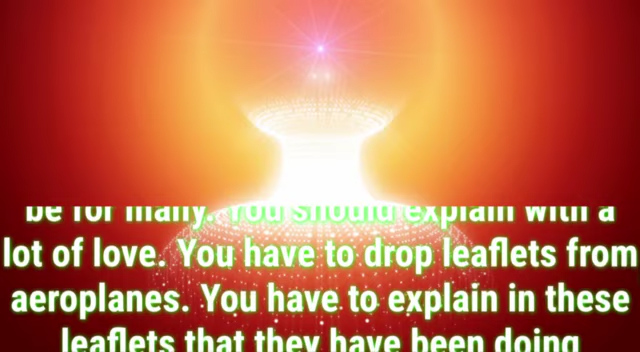 be for many. You should explain with a
lot of love. You have to drop leaflets from
aeroplanes. You have to explain in these
leaflets that they have been doing